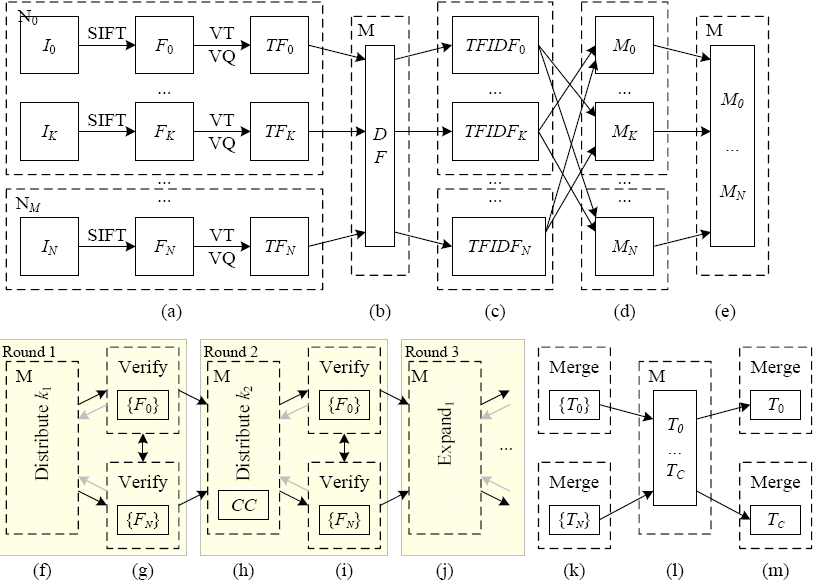 N0 M M
I0 SIFT F0 VT VQ TF0 TFIDF0 M0
... ... ...
IK SIFT FK VT VQ TFK D F TFIDFK MK M0 ... MN
... ... ...
... ... ...
NM
IN SIFT FN VT VQ TFN TFIDFN MN
(a) (b) (c) (d) (e)
Round 1 Round 2 Round 3
M Verify M Verify M Merge M Merge
{F0} {F0} {T0} T0
Distribute k1 Distribute k2 Expand1 T0 ... TC
...
Verify Verify Merge Merge
{FN} CC {FN} {TN} TC
(f) (g) (h) (i) (j) (k) (l) (m)